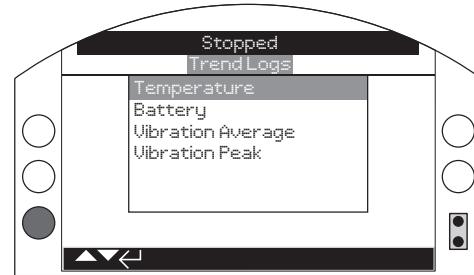 Stopped
Trend Logs
Temperature
Battery
Vibration Average
Vibration Peak